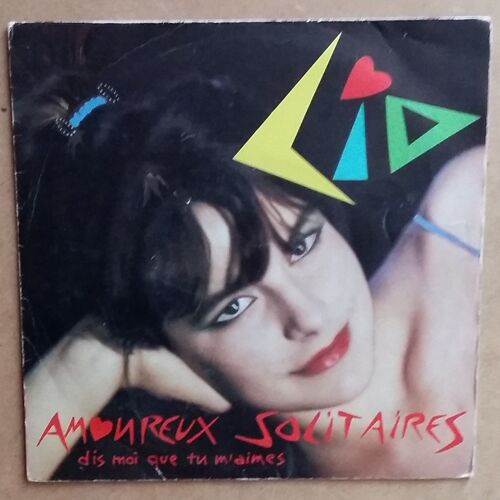 Lio
AMOUREUX SOLITAIRES
dis moi que tu m'aimes